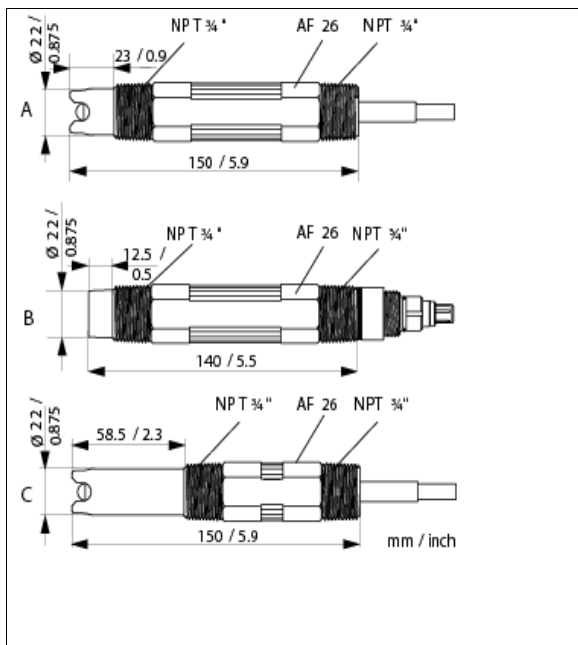 Ø 22 /
0.875
23 / 0.9
NPT ¾"
AF 26
NPT ¾"
A
150 / 5.9
Ø 22 /
0.875
12.5 /
0.5
NPT ¾"
AF 26
NPT ¾"
B
140 / 5.5
Ø 22 /
0.875
58.5 / 2.3
NPT ¾"
AF 26
NPT ¾"
C
150 / 5.9
mm / inch